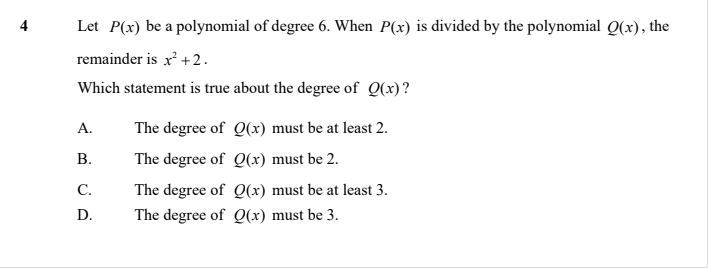 4 Let P(x) be a polynomial of degree 6. When P(x) is divided by the polynomial Q(x), the
remainder is x² + 2.
Which statement is true about the degree of Q(x)?
A. The degree of Q(x) must be at least 2.
B. The degree of Q(x) must be 2.
C. The degree of Q(x) must be at least 3.
D. The degree of Q(x) must be 3.